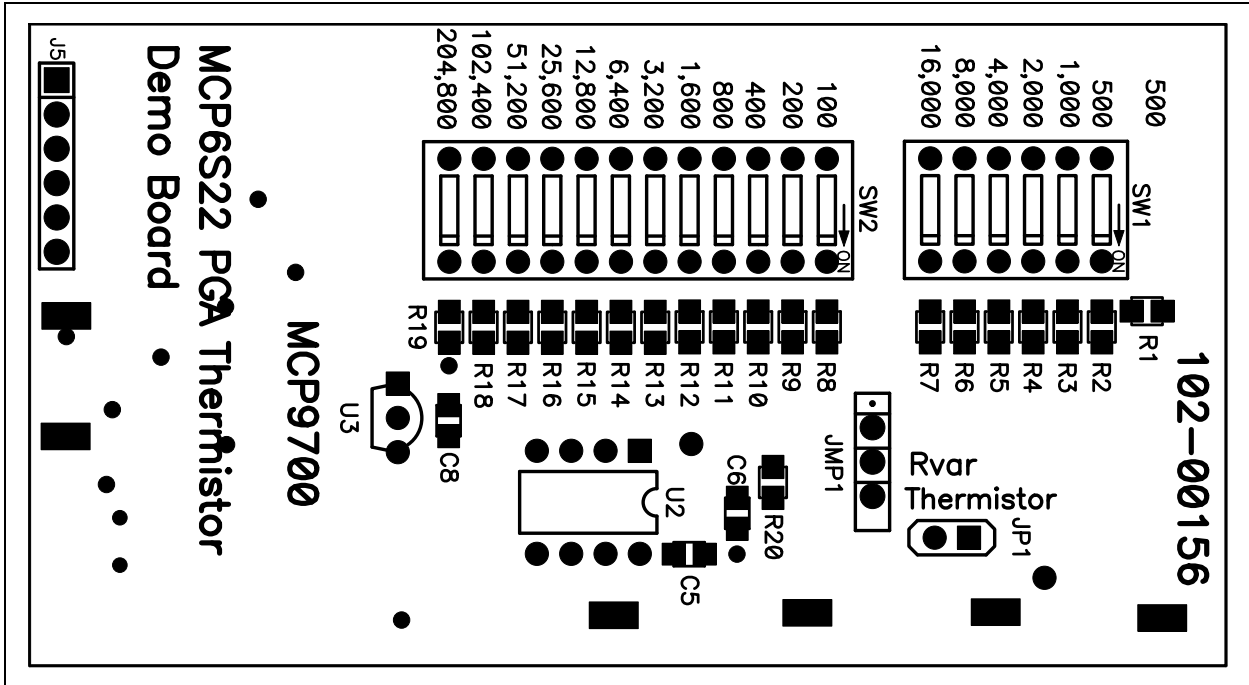 J5
MCP6S22 PGA Thermistor
Demo Board
MCP9700
204,800
102,400
51,200
25,600
12,800
6,400
3,200
1,600
800
400
200
100
16,000
8,000
4,000
2,000
1,000
500
500
SW2
ON
SW1
ON
R19
R18
R17
R16
R15
R14
R13
R12
R11
R10
R9
R8
R7
R6
R5
R4
R3
R2
R1
U3
C8
U2
C6
R20
C5
JMP1
Rvar
Thermistor
JP1
102-00156